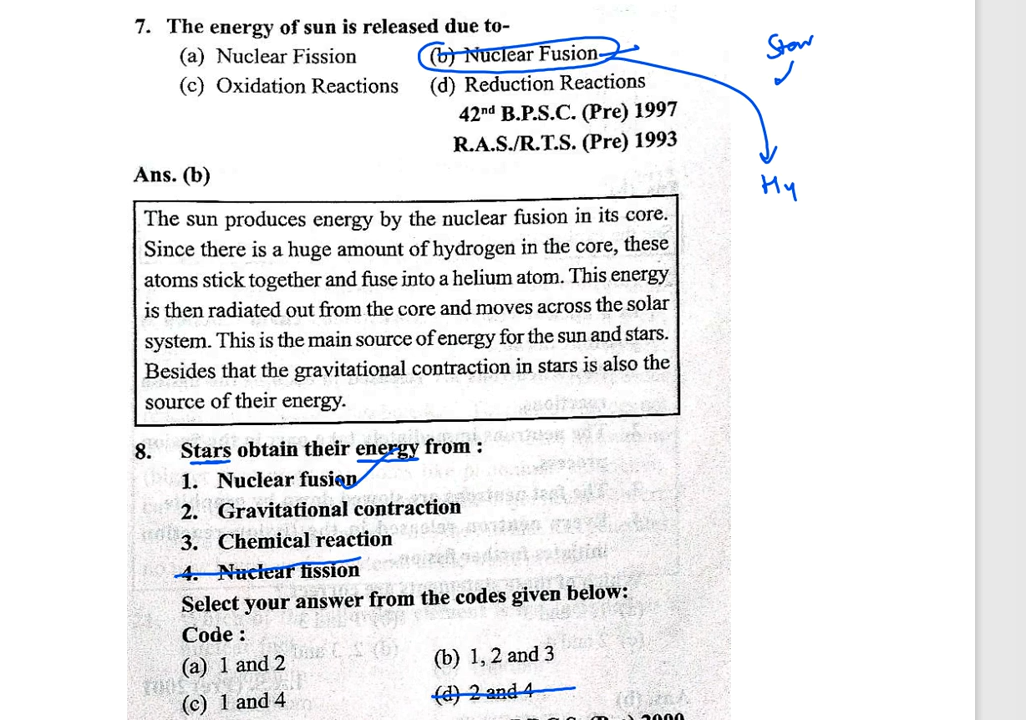 7. The energy of sun is released due to-
(a) Nuclear Fission (b) Nuclear Fusion
(c) Oxidation Reactions (d) Reduction Reactions
42nd B.P.S.C. (Pre) 1997
R.A.S./R.T.S. (Pre) 1993
Ans. (b)
Star
Hy
The sun produces energy by the nuclear fusion in its core.
Since there is a huge amount of hydrogen in the core, these
atoms stick together and fuse into a helium atom. This energy
is then radiated out from the core and moves across the solar
system. This is the main source of energy for the sun and stars.
Besides that the gravitational contraction in stars is also the
source of their energy.
8. Stars obtain their energy from :
1. Nuclear fusion
2. Gravitational contraction
3. Chemical reaction
4. Nuclear fission
Select your answer from the codes given below:
Code :
(a) 1 and 2 (b) 1, 2 and 3
(c) 1 and 4 (d) 2 and 4